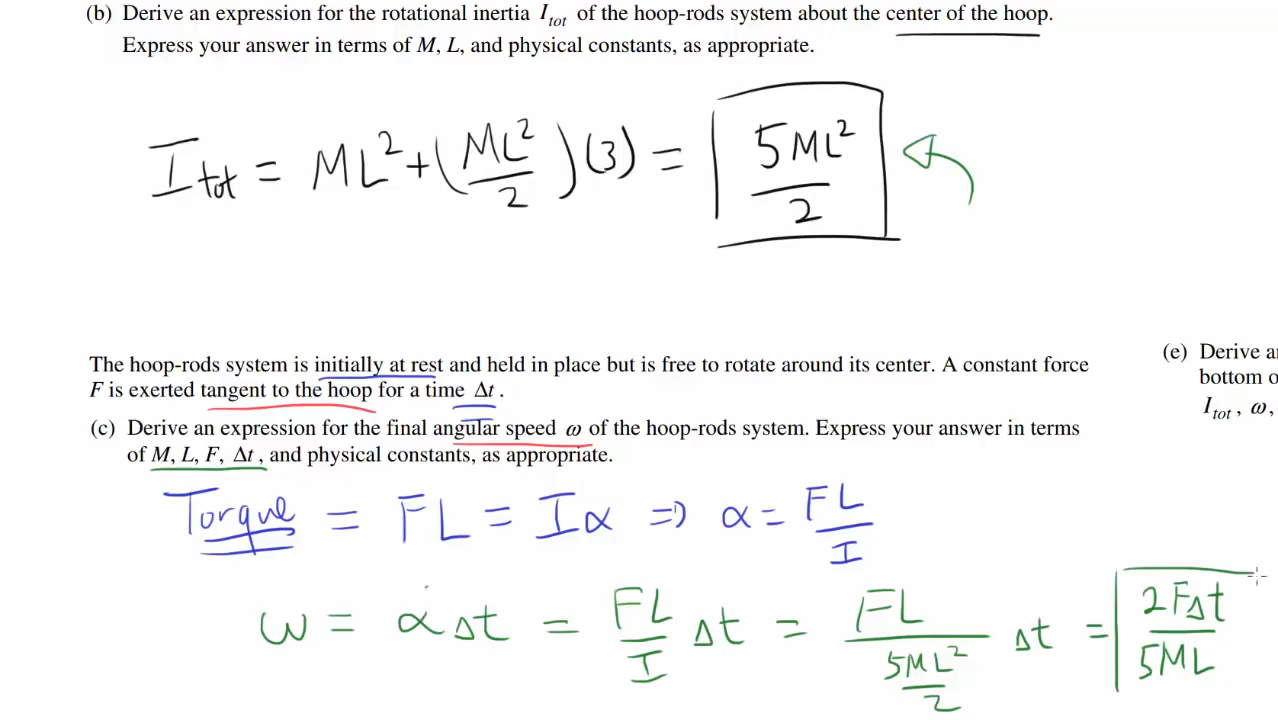 (b) Derive an expression for the rotational inertia I_tot of the hoop-rods system about the center of the hoop.
Express your answer in terms of M, L, and physical constants, as appropriate.
I_tot = ML² + (ML²/2)(3) = 5ML²/2
The hoop-rods system is initially at rest and held in place but is free to rotate around its center. A constant force
F is exerted tangent to the hoop for a time Δt.
(c) Derive an expression for the final angular speed ω of the hoop-rods system. Express your answer in terms
of M, L, F, Δt, and physical constants, as appropriate.
Torque = FL = Iα ⇒ α = FL/I
ω = αΔt = FL/I Δt = FL/(5ML²/2) Δt = 2FΔt/5ML
(e) Derive a
bottom o
I_tot, ω,